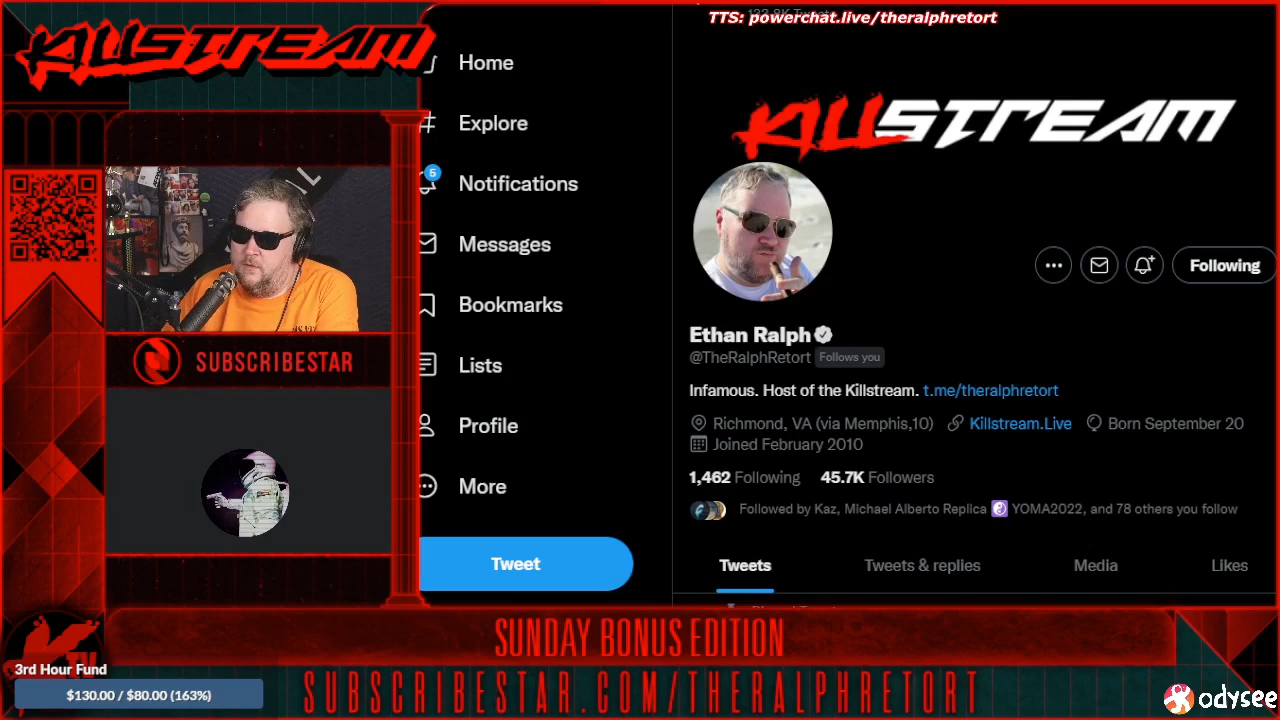 TTS: powerchat.live/theralphretort
KILLSTREAM
Home
Explore
5
Notifications
Messages
Bookmarks
Lists
Profile
More
Tweet
KILLSTREAM
Following
Ethan Ralph
@TheRalphRetort Follows you
Infamous. Host of the Killstream. t.me/theralphretort
Richmond, VA (via Memphis,10) Killstream.Live Born September 20
Joined February 2010
1,462 Following 45.7K Followers
Followed by Kaz, Michael Alberto Replica ☯ YOMA2022, and 78 others you follow
Tweets Tweets & replies Media Likes
SUBSCRIBESTAR
SUNDAY BONUS EDITION
3rd Hour Fund
$130.00 / $80.00 (163%)
SUBSCRIBESTAR.COM/THERALPHRETORT
odysee